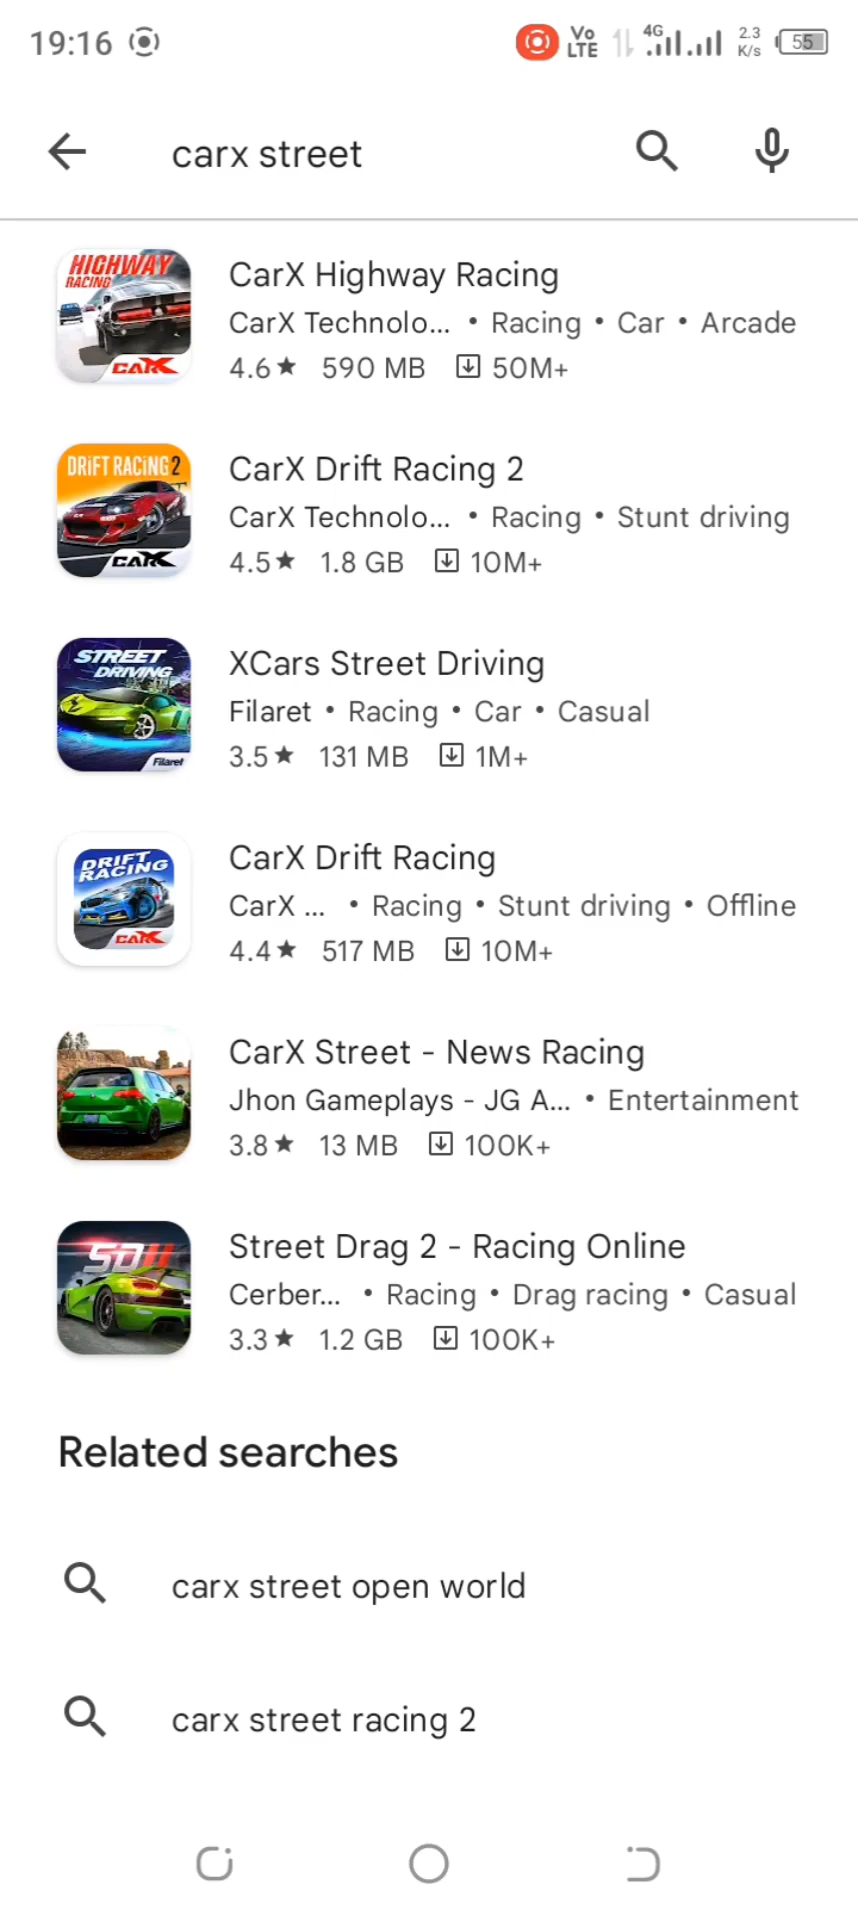 19:16 Vo LTE 4G 2.3 K/s 55
carx street
HIGHWAY
RACING
CARX
CarX Highway Racing
CarX Technolo... • Racing • Car • Arcade
4.6★ 590 MB 50M+
DRIFT RACING 2
CARX
CarX Drift Racing 2
CarX Technolo... • Racing • Stunt driving
4.5★ 1.8 GB 10M+
STREET
DRIVING
Filaret
XCars Street Driving
Filaret • Racing • Car • Casual
3.5★ 131 MB 1M+
DRIFT
RACING
CARX
CarX Drift Racing
CarX ... • Racing • Stunt driving • Offline
4.4★ 517 MB 10M+
CarX Street - News Racing
Jhon Gameplays - JG A... • Entertainment
3.8★ 13 MB 100K+
SD II
Street Drag 2 - Racing Online
Cerber... • Racing • Drag racing • Casual
3.3★ 1.2 GB 100K+
Related searches
carx street open world
carx street racing 2